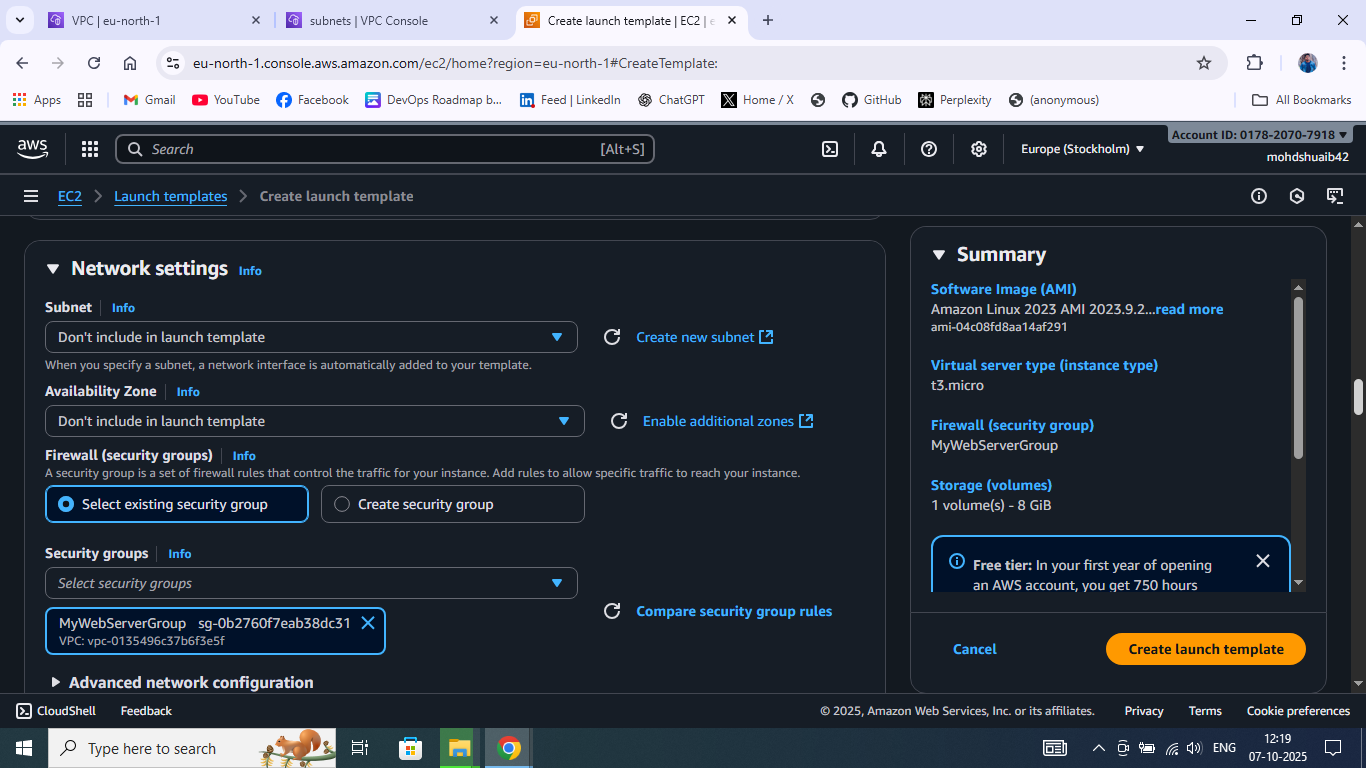 VPC | eu-north-1
subnets | VPC Console
Create launch template | EC2 | e
eu-north-1.console.aws.amazon.com/ec2/home?region=eu-north-1#CreateTemplate:
Apps
Gmail
YouTube
Facebook
DevOps Roadmap b...
Feed | LinkedIn
ChatGPT
Home / X
GitHub
Perplexity
(anonymous)
All Bookmarks
aws
Search
[Alt+S]
Europe (Stockholm)
Account ID: 0178-2070-7918
mohdshuaib42
EC2
Launch templates
Create launch template
Network settings
Info
Subnet
Info
Don't include in launch template
Create new subnet
When you specify a subnet, a network interface is automatically added to your template.
Availability Zone
Info
Don't include in launch template
Enable additional zones
Firewall (security groups)
Info
A security group is a set of firewall rules that control the traffic for your instance. Add rules to allow specific traffic to reach your instance.
Select existing security group
Create security group
Security groups
Info
Select security groups
MyWebServerGroup sg-0b2760f7eab38dc31
VPC: vpc-0135496c37b6f3e5f
Compare security group rules
Advanced network configuration
Summary
Software Image (AMI)
Amazon Linux 2023 AMI 2023.9.2...read more
ami-04c08fd8aa14af291
Virtual server type (instance type)
t3.micro
Firewall (security group)
MyWebServerGroup
Storage (volumes)
1 volume(s) - 8 GiB
Free tier: In your first year of opening
an AWS account, you get 750 hours
Cancel
Create launch template
CloudShell
Feedback
© 2025, Amazon Web Services, Inc. or its affiliates.
Privacy
Terms
Cookie preferences
Type here to search
ENG
12:19
07-10-2025